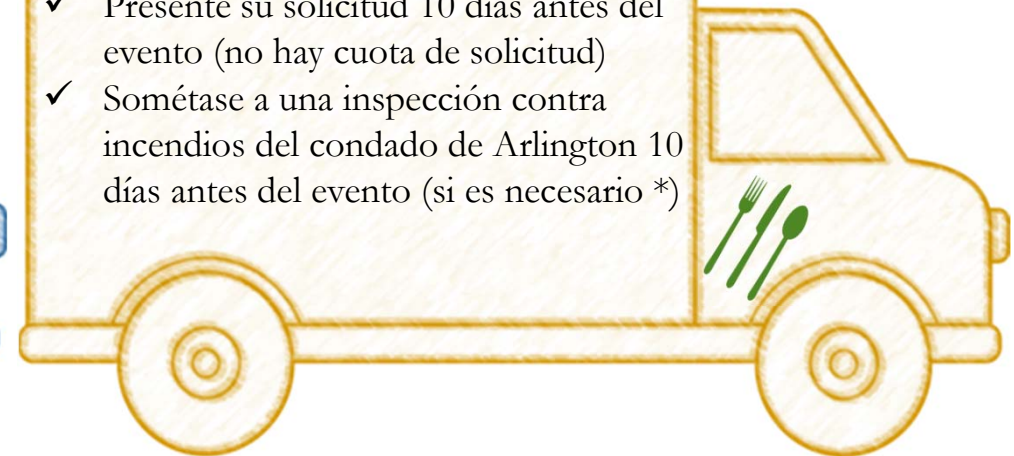 ✓ Presente su solicitud 10 días antes del
evento (no hay cuota de solicitud)
✓ Sométase a una inspección contra
incendios del condado de Arlington 10
días antes del evento (si es necesario *)